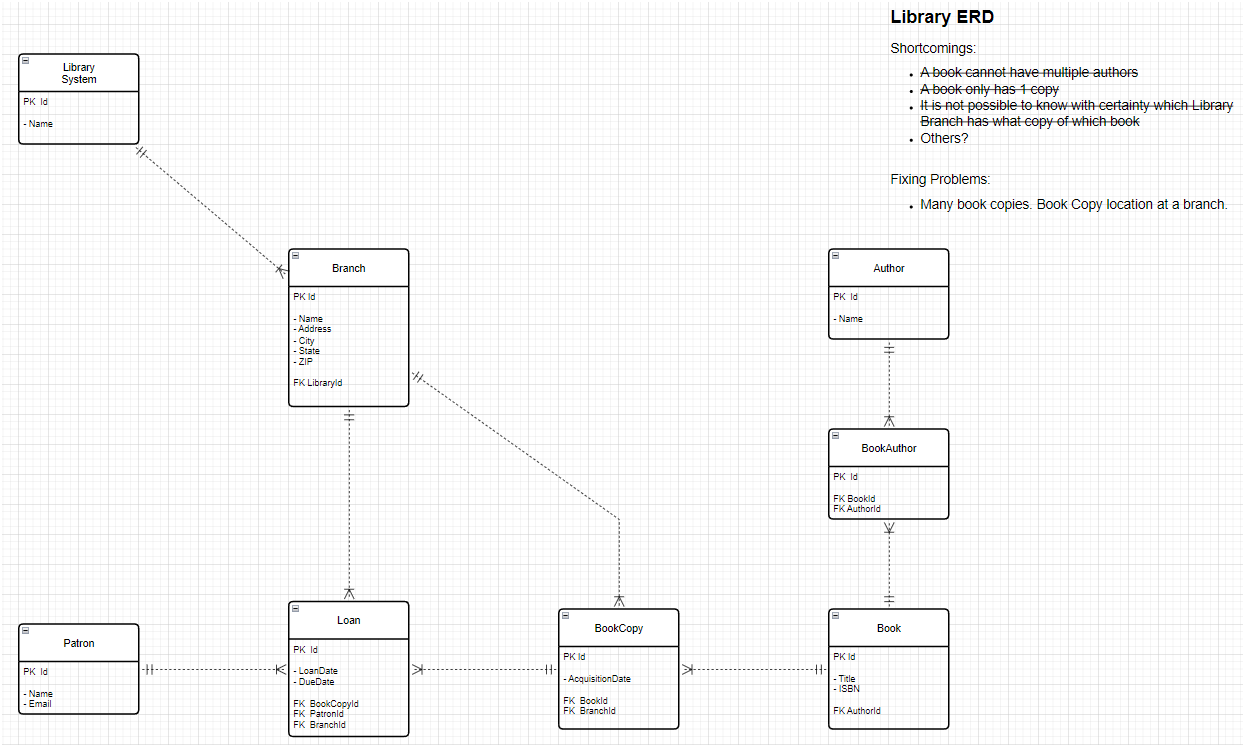 Library ERD
Shortcomings:
• A book cannot have multiple authors
• A book only has 1 copy
• It is not possible to know with certainty which Library
Branch has what copy of which book
• Others?
Fixing Problems:
• Many book copies. Book Copy location at a branch.
Library
System
PK Id
- Name
Branch
PK Id
- Name
- Address
- City
- State
- ZIP
FK LibraryId
Author
PK Id
- Name
BookAuthor
PK Id
FK BookId
FK AuthorId
Patron
PK Id
- Name
- Email
Loan
PK Id
- LoanDate
- DueDate
FK BookCopyId
FK PatronId
FK BranchId
BookCopy
PK Id
- AcquisitionDate
FK BookId
FK BranchId
Book
PK Id
- Title
- ISBN
FK AuthorId